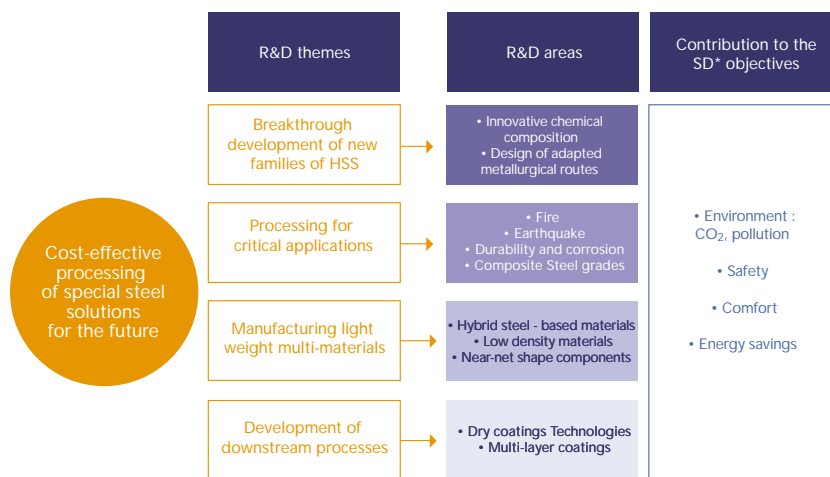 R&D themes
R&D areas
Contribution to the
SD* objectives
Cost-effective
processing
of special steel
solutions
for the future
Breakthrough
development of new
families of HSS
• Innovative chemical
composition
• Design of adapted
metallurgical routes
Processing for
critical applications
• Fire
• Earthquake
• Durability and corrosion
• Composite Steel grades
Manufacturing light
weight multi-materials
• Hybrid steel - based materials
• Low density materials
• Near-net shape components
Development of
downstream processes
• Dry coatings Technologies
• Multi-layer coatings
• Environment :
CO₂, pollution
• Safety
• Comfort
• Energy savings